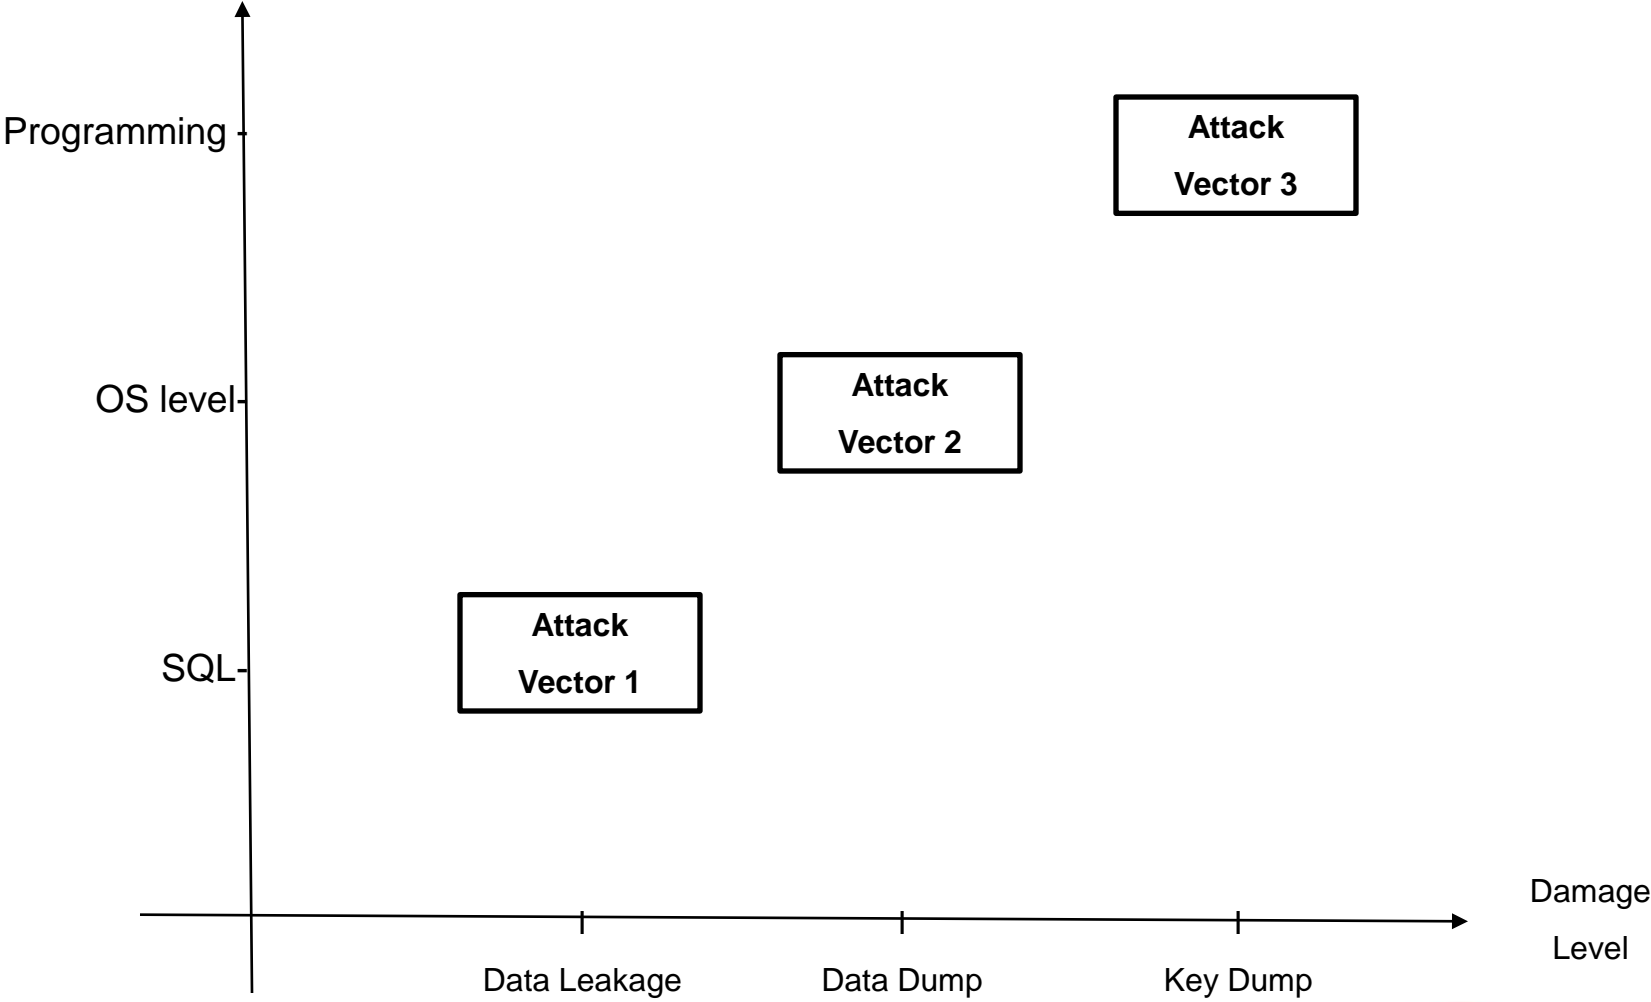 Programming
Attack
Vector 3
OS level
Attack
Vector 2
SQL
Attack
Vector 1
Damage
Level
Data Leakage
Data Dump
Key Dump